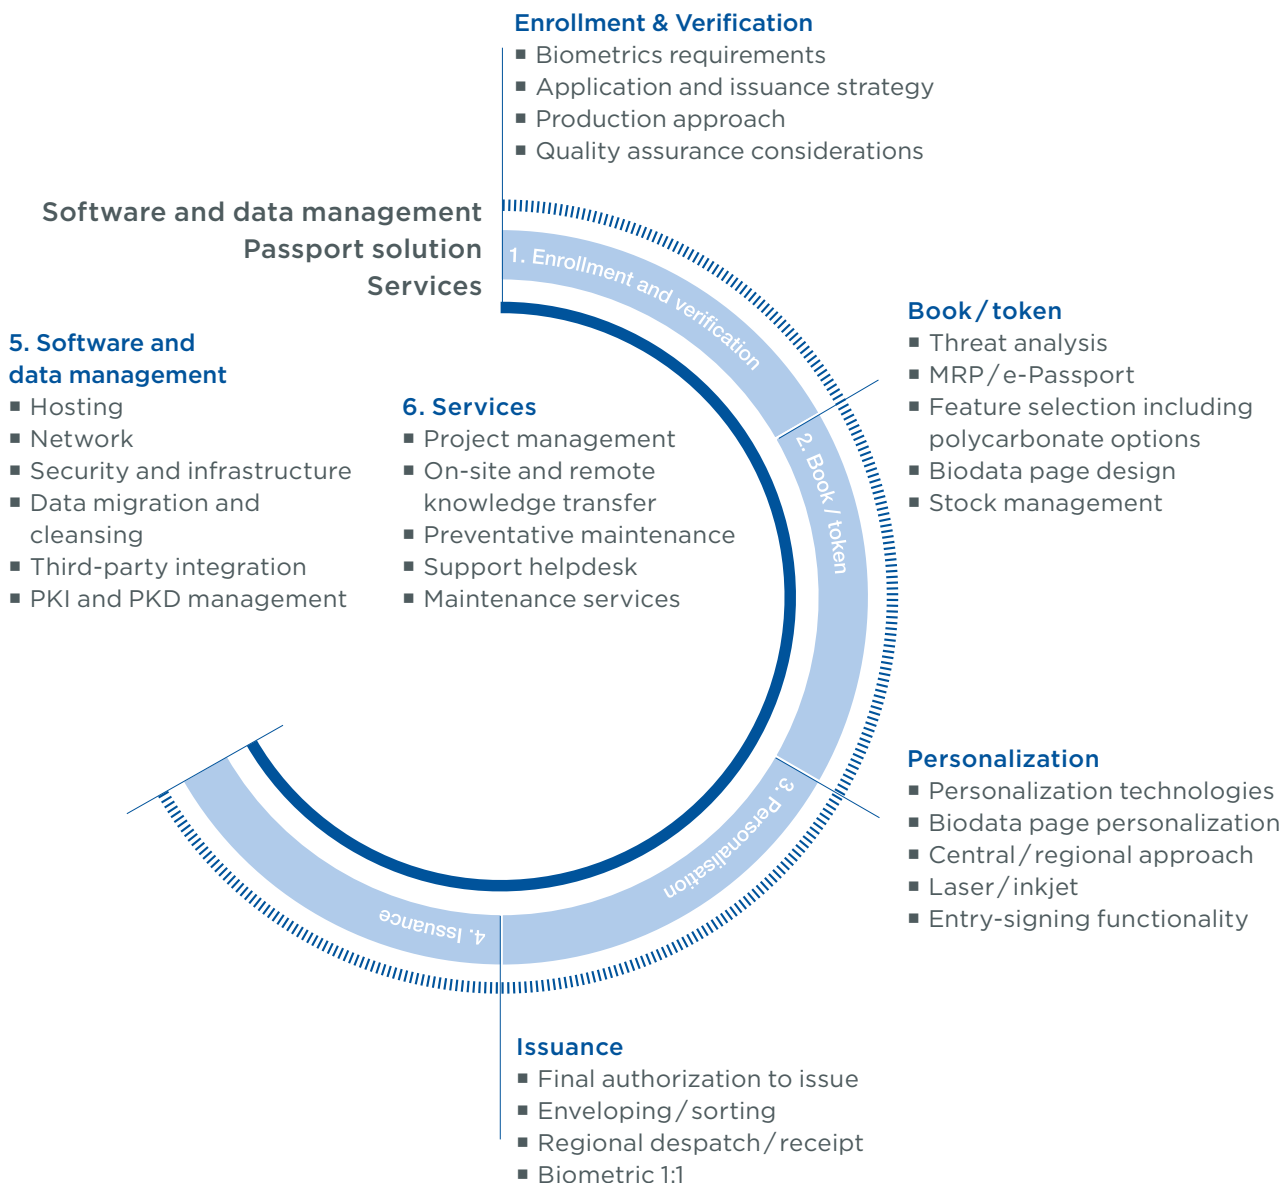 Enrollment & Verification
▪ Biometrics requirements
▪ Application and issuance strategy
▪ Production approach
▪ Quality assurance considerations
Software and data management
Passport solution
Services
1. Enrollment and verification
2. Book / token
3. Personalisation
4. Issuance
Book / token
▪ Threat analysis
▪ MRP / e-Passport
▪ Feature selection including
polycarbonate options
▪ Biodata page design
▪ Stock management
5. Software and
data management
▪ Hosting
▪ Network
▪ Security and infrastructure
▪ Data migration and
cleansing
▪ Third-party integration
▪ PKI and PKD management
6. Services
▪ Project management
▪ On-site and remote
knowledge transfer
▪ Preventative maintenance
▪ Support helpdesk
▪ Maintenance services
Personalization
▪ Personalization technologies
▪ Biodata page personalization
▪ Central / regional approach
▪ Laser / inkjet
▪ Entry-signing functionality
Issuance
▪ Final authorization to issue
▪ Enveloping / sorting
▪ Regional despatch / receipt
▪ Biometric 1:1